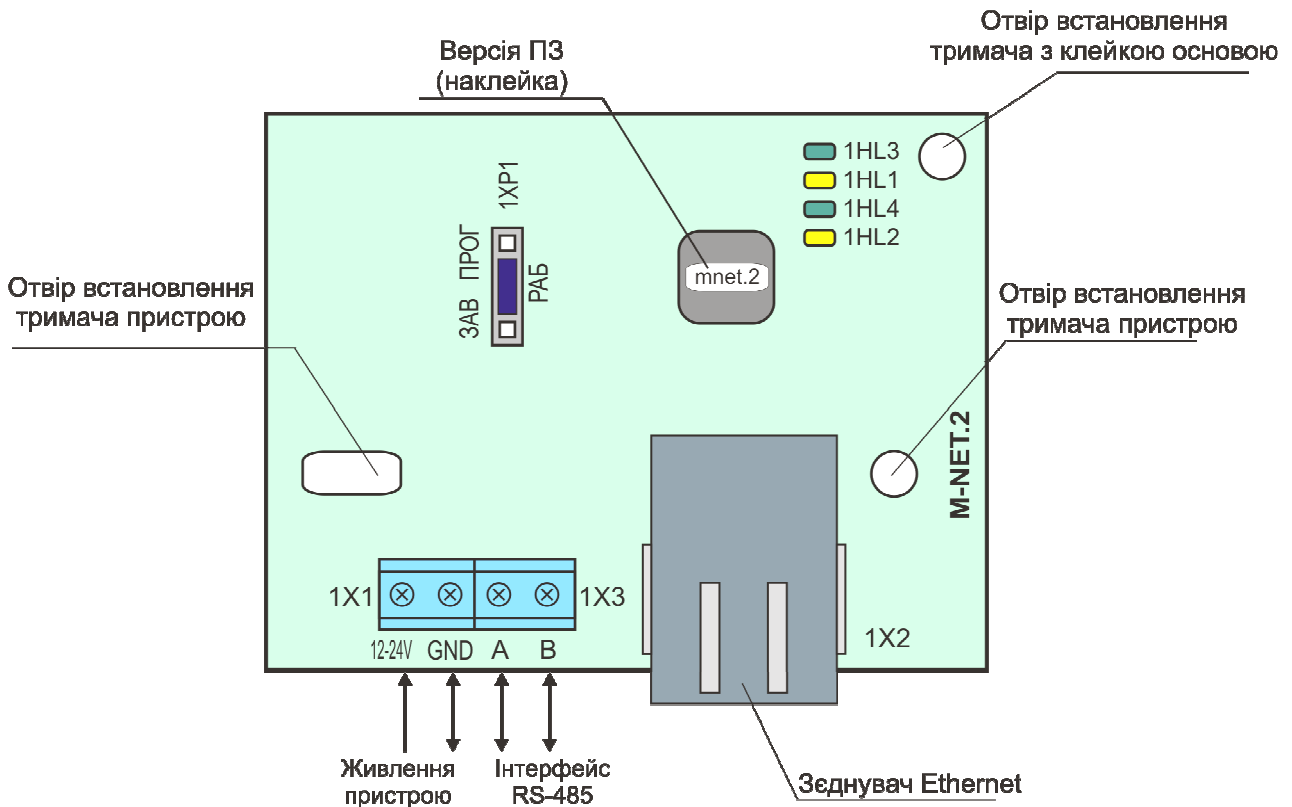 Отвір встановлення
тримача з клейкою основою
Версія ПЗ
(наклейка)
1HL3
1HL1
1HL4
1HL2
1XP1
ПРОГ
ЗАВ
РАБ
mnet.2
Отвір встановлення
тримача пристрою
Отвір встановлення
тримача пристрою
M-NET.2
1X1
1X3
1X2
12-24V GND A B
Живлення
пристрою
Інтерфейс
RS-485
Зєднувач Ethernet